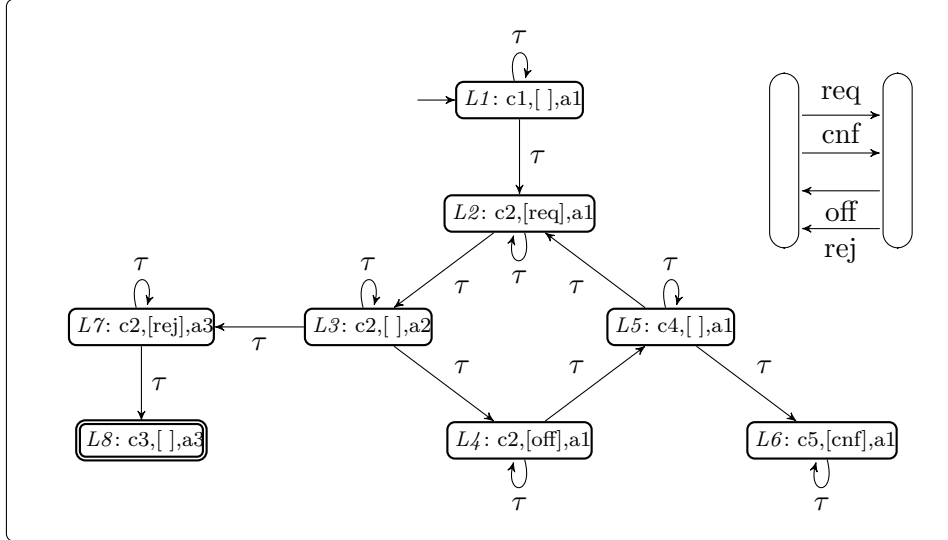 τ
L1: c1,[ ],a1
τ
req
cnf
off
rej
L2: c2,[req],a1
τ
τ
τ
τ
τ
τ
L7: c2,[rej],a3
τ
L3: c2,[ ],a2
L5: c4,[ ],a1
τ
τ
τ
τ
L8: c3,[ ],a3
L4: c2,[off],a1
L6: c5,[cnf],a1
τ
τ